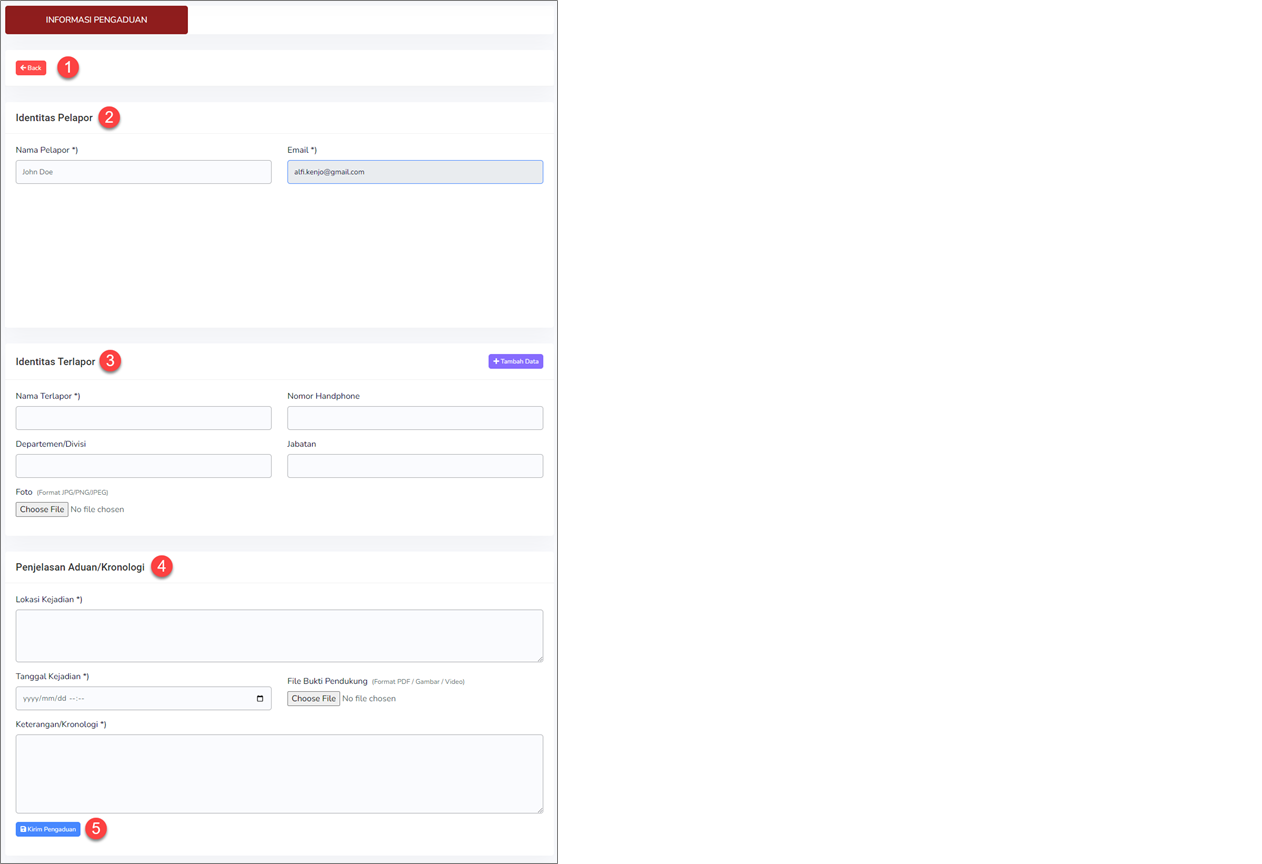 INFORMASI PENGADUAN
Back 1
Identitas Pelapor 2
Nama Pelapor *) Email *)
John Doe alfi.kenjo@gmail.com
Identitas Terlapor 3 Tambah Data
Nama Terlapor *) Nomor Handphone
Departemen/Divisi Jabatan
Foto (Format JPG/PNG/JPEG)
Choose File No file chosen
Penjelasan Aduan/Kronologi 4
Lokasi Kejadian *)
Tanggal Kejadian *) File Bukti Pendukung (Format PDF / Gambar / Video)
yyyy/mm/dd --:-- Choose File No file chosen
Keterangan/Kronologi *)
Kirim Pengaduan 5